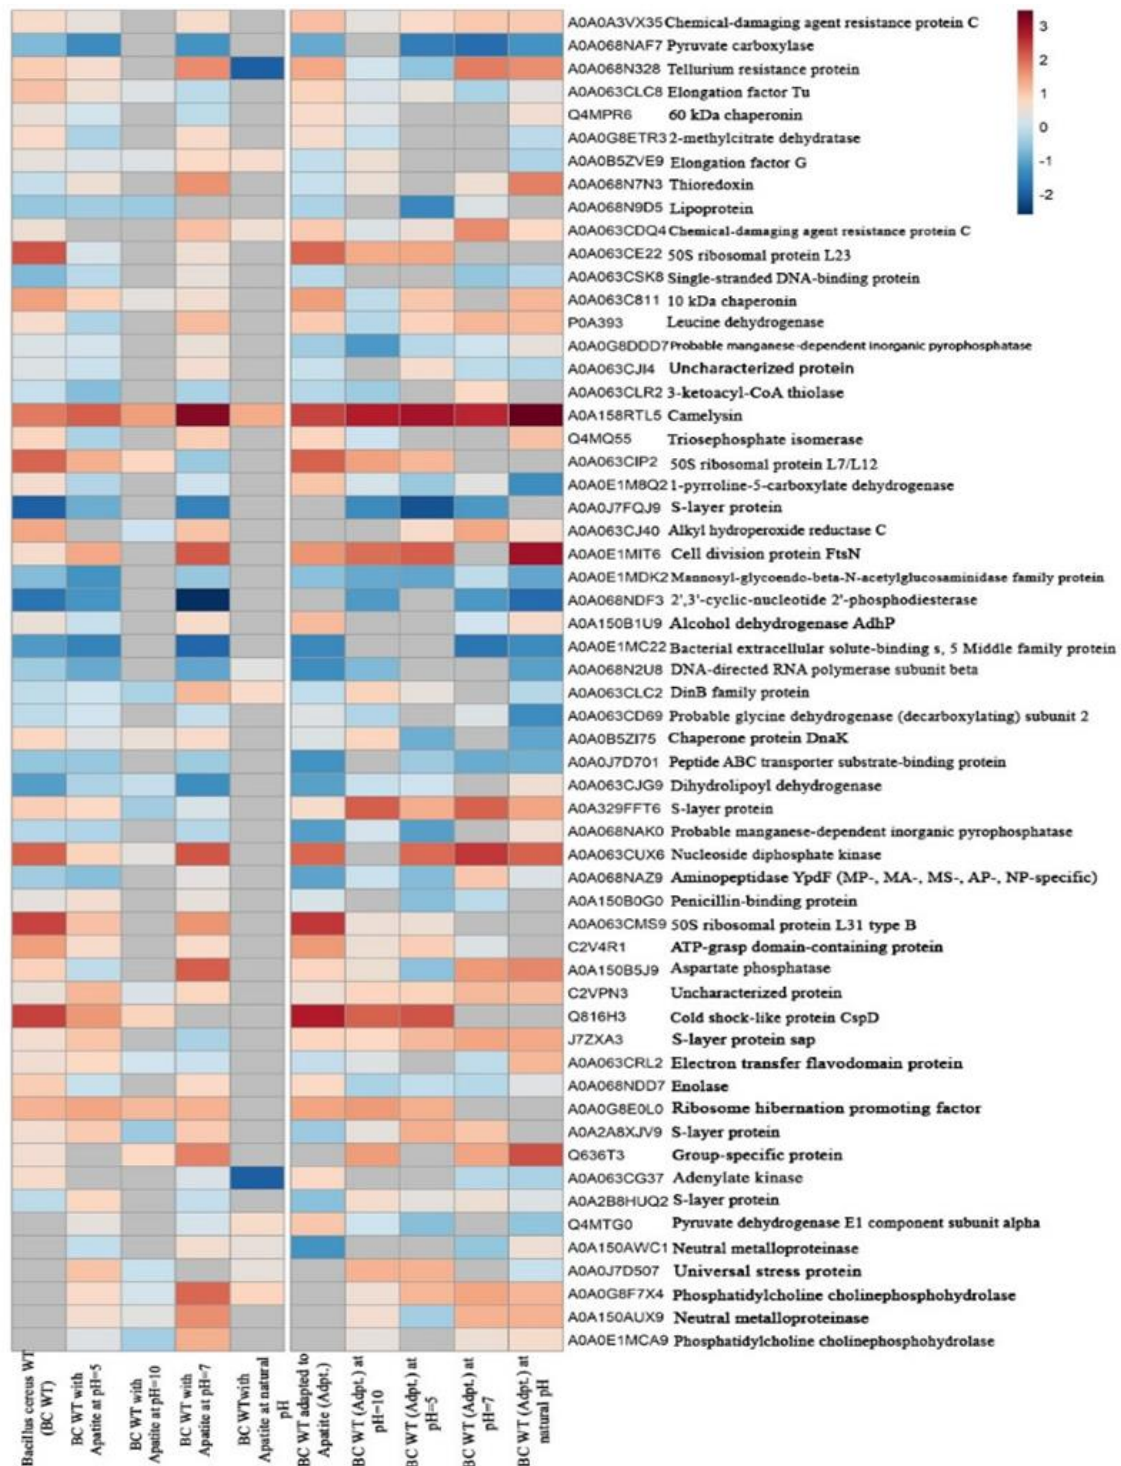 A0A0A3VX35 Chemical-damaging agent resistance protein C
A0A068NAF7 Pyruvate carboxylase
A0A068N328 Tellurium resistance protein
A0A063CLC8 Elongation factor Tu
Q4MPR6 60 kDa chaperonin
A0A0G8ETR3 2-methylcitrate dehydratase
A0A0B5ZVE9 Elongation factor G
A0A068N7N3 Thioredoxin
A0A068N9D5 Lipoprotein
A0A063CDQ4 Chemical-damaging agent resistance protein C
A0A063CE22 50S ribosomal protein L23
A0A063CSK8 Single-stranded DNA-binding protein
A0A063C811 10 kDa chaperonin
P0A393 Leucine dehydrogenase
A0A0G8DDD7 Probable manganese-dependent inorganic pyrophosphatase
A0A063CJI4 Uncharacterized protein
A0A063CLR2 3-ketoacyl-CoA thiolase
A0A158RTL5 Camelysin
Q4MQ55 Triosephosphate isomerase
A0A063CIP2 50S ribosomal protein L7/L12
A0A0E1M8Q2 1-pyrroline-5-carboxylate dehydrogenase
A0A0J7FQJ9 S-layer protein
A0A063CJ40 Alkyl hydroperoxide reductase C
A0A0E1MIT6 Cell division protein FtsN
A0A0E1MDK2 Mannosyl-glycoendo-beta-N-acetylglucosaminidase family protein
A0A068NDF3 2',3'-cyclic-nucleotide 2'-phosphodiesterase
A0A150B1U9 Alcohol dehydrogenase AdhP
A0A0E1MC22 Bacterial extracellular solute-binding s, 5 Middle family protein
A0A068N2U8 DNA-directed RNA polymerase subunit beta
A0A063CLC2 DinB family protein
A0A063CD69 Probable glycine dehydrogenase (decarboxylating) subunit 2
A0A0B5ZI75 Chaperone protein DnaK
A0A0J7D701 Peptide ABC transporter substrate-binding protein
A0A063CJG9 Dihydrolipoyl dehydrogenase
A0A329FFT6 S-layer protein
A0A068NAK0 Probable manganese-dependent inorganic pyrophosphatase
A0A063CUX6 Nucleoside diphosphate kinase
A0A068NAZ9 Aminopeptidase YpdF (MP-, MA-, MS-, AP-, NP-specific)
A0A150B0G0 Penicillin-binding protein
A0A063CMS9 50S ribosomal protein L31 type B
C2V4R1 ATP-grasp domain-containing protein
A0A150B5J9 Aspartate phosphatase
C2VPN3 Uncharacterized protein
Q816H3 Cold shock-like protein CspD
J7ZXA3 S-layer protein sap
A0A063CRL2 Electron transfer flavodomain protein
A0A068NDD7 Enolase
A0A0G8E0L0 Ribosome hibernation promoting factor
A0A2A8XJV9 S-layer protein
Q636T3 Group-specific protein
A0A063CG37 Adenylate kinase
A0A2B8HUQ2 S-layer protein
Q4MTG0 Pyruvate dehydrogenase E1 component subunit alpha
A0A150AWC1 Neutral metalloproteinase
A0A0J7D507 Universal stress protein
A0A0G8F7X4 Phosphatidylcholine cholinephosphohydrolase
A0A150AUX9 Neutral metalloproteinase
A0A0E1MCA9 Phosphatidylcholine cholinephosphohydrolase
3
2
1
0
-1
-2
Bacillus cereus WT
(BC WT)
BC WT with
Apatite at pH=5
BC WT with
Apatite at pH=10
BC WT with
Apatite at pH=7
BC WTwith
Apatite at natural
pH
BC WT adapted to
Apatite (Adpt.)
BC WT (Adpt.) at
pH=10
BC WT (Adpt.) at
pH=5
BC WT (Adpt.) at
pH=7
BC WT (Adpt.) at
natural pH